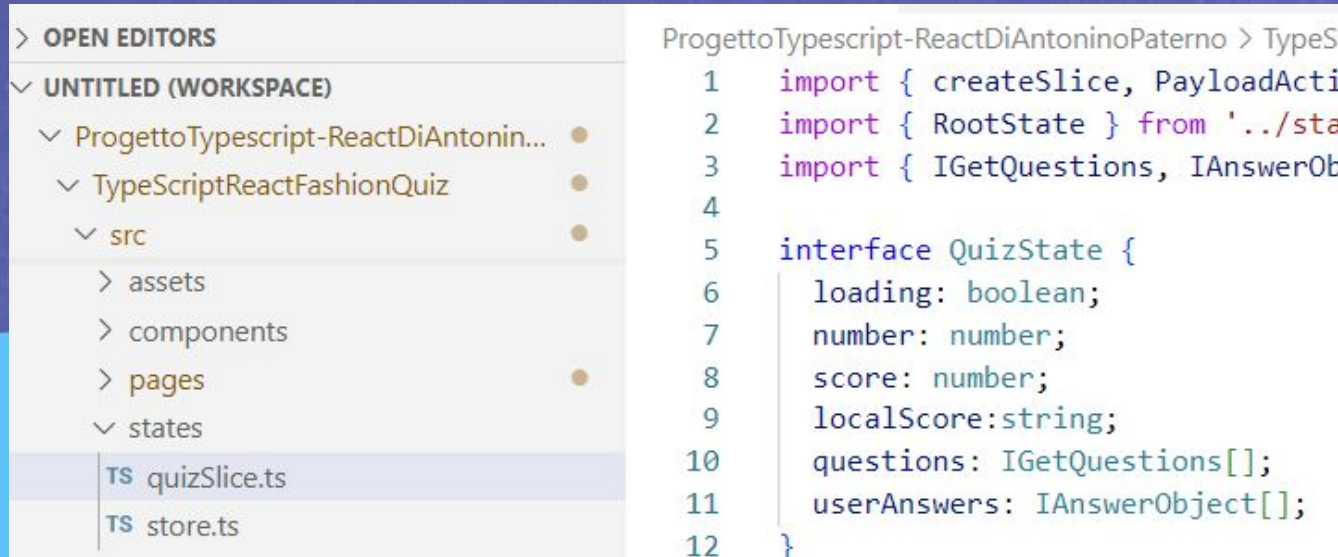 OPEN EDITORS
UNTITLED (WORKSPACE)
ProgettoTypescript-ReactDiAntonin...
TypeScriptReactFashionQuiz
src
assets
components
pages
states
TS quizSlice.ts
TS store.ts
ProgettoTypescript-ReactDiAntoninoPaterno > TypeS
1 import { createSlice, PayloadActi
2 import { RootState } from '../sta
3 import { IGetQuestions, IAnswerOb
4
5 interface QuizState {
6 loading: boolean;
7 number: number;
8 score: number;
9 localScore:string;
10 questions: IGetQuestions[];
11 userAnswers: IAnswerObject[];
12 }